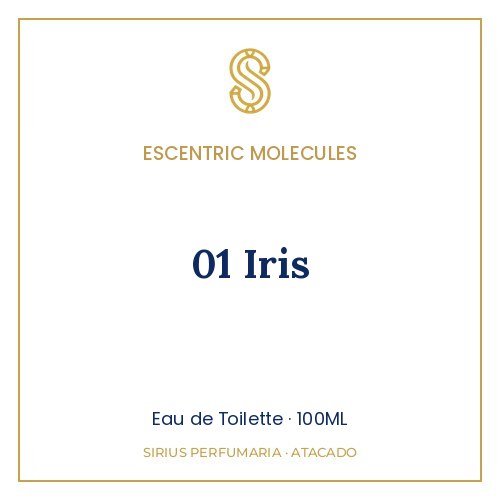 ESCENTRIC MOLECULES
01 Iris
Eau de Toilette · 100ML
SIRIUS PERFUMARIA · ATACADO